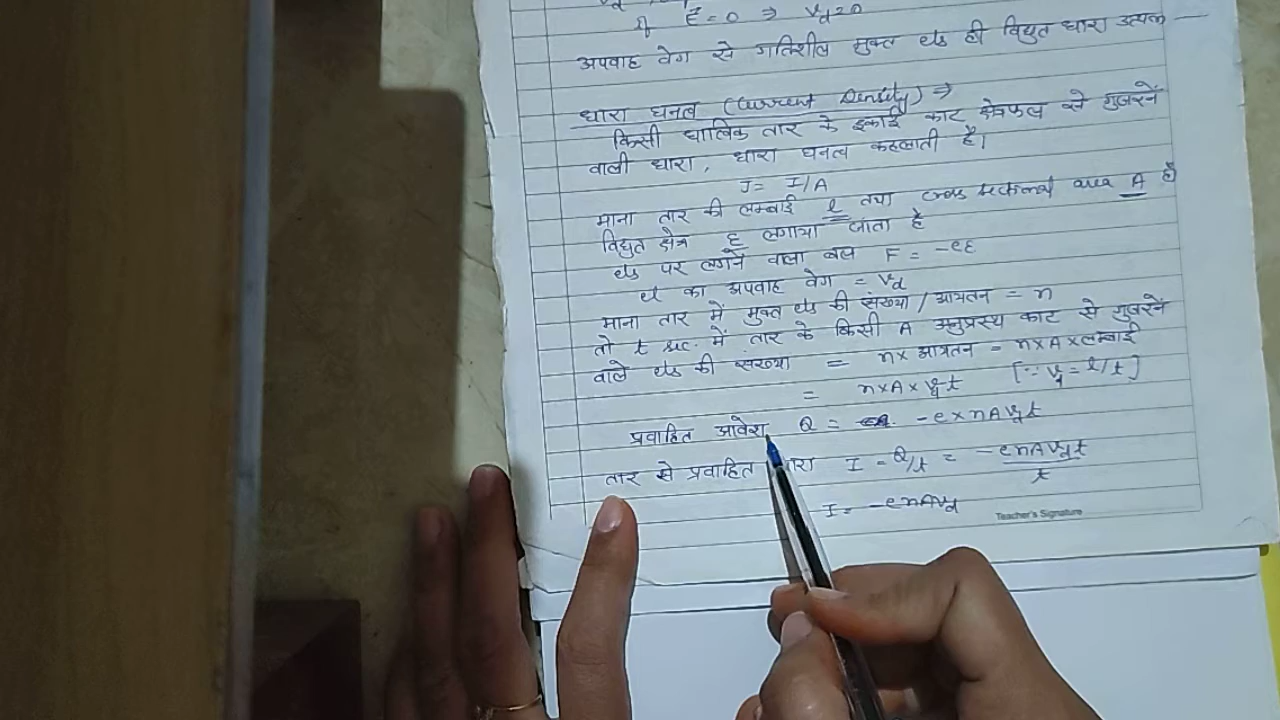 if E⃗ = 0 ⇒ Vd = 0
अपवाह वेग से गतिशील मुक्त e्ड ही विद्युत धारा उत्पन्न —
धारा घनत्व (Current Density) ⇒
किसी धात्विक तार के इकाई काट क्षेत्रफल से गुजरने
वाली धारा, धारा घनत्व कहलाती है।
J = I/A
माना तार की लम्बाई l तथा cross sectional area A है
विद्युत क्षेत्र E लगाया जाता है
e्ड पर लगने वाला बल F = -eE
el का अपवाह वेग = Vd
माना तार में मुक्त e्ड की संख्या / आयतन = n
तो t sec. में तार के किसी A अनुप्रस्थ काट से गुजरने
वाले e्ड की संख्या = n× आयतन = n×A×लम्बाई
= n×A×Vd t [∵ Vd = l/t]
प्रवाहित आवेश Q = -e×nAVd t
तार से प्रवाहित धारा I = Q/t = -enAVd t / t
I = -enAVd
Teacher's Signature